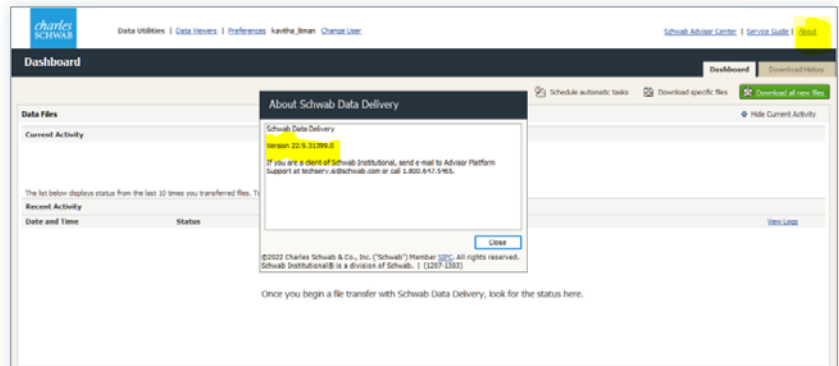 charles SCHWAB
Data Utilities | Data Viewers | Preferences kavitha_ltman Change User
Schwab Advisor Center | Service Guide | About
Dashboard
Dashboard Download History
Schedule automatic tasks Download specific files Download all new files
Data Files
Hide Current Activity
Current Activity
The list below displays status from the last 10 times you transferred files. To
Recent Activity
Date and Time Status View Logs
About Schwab Data Delivery
Schwab Data Delivery
Version 22.9.31399.0
If you are a client of Schwab Institutional, send e-mail to Advisor Platform
Support at techserv.ai@schwab.com or call 1.800.647.5465.
Close
©2022 Charles Schwab & Co., Inc. ("Schwab") Member SIPC. All rights reserved.
Schwab Institutional® is a division of Schwab. | (1207-1303)
Once you begin a file transfer with Schwab Data Delivery, look for the status here.